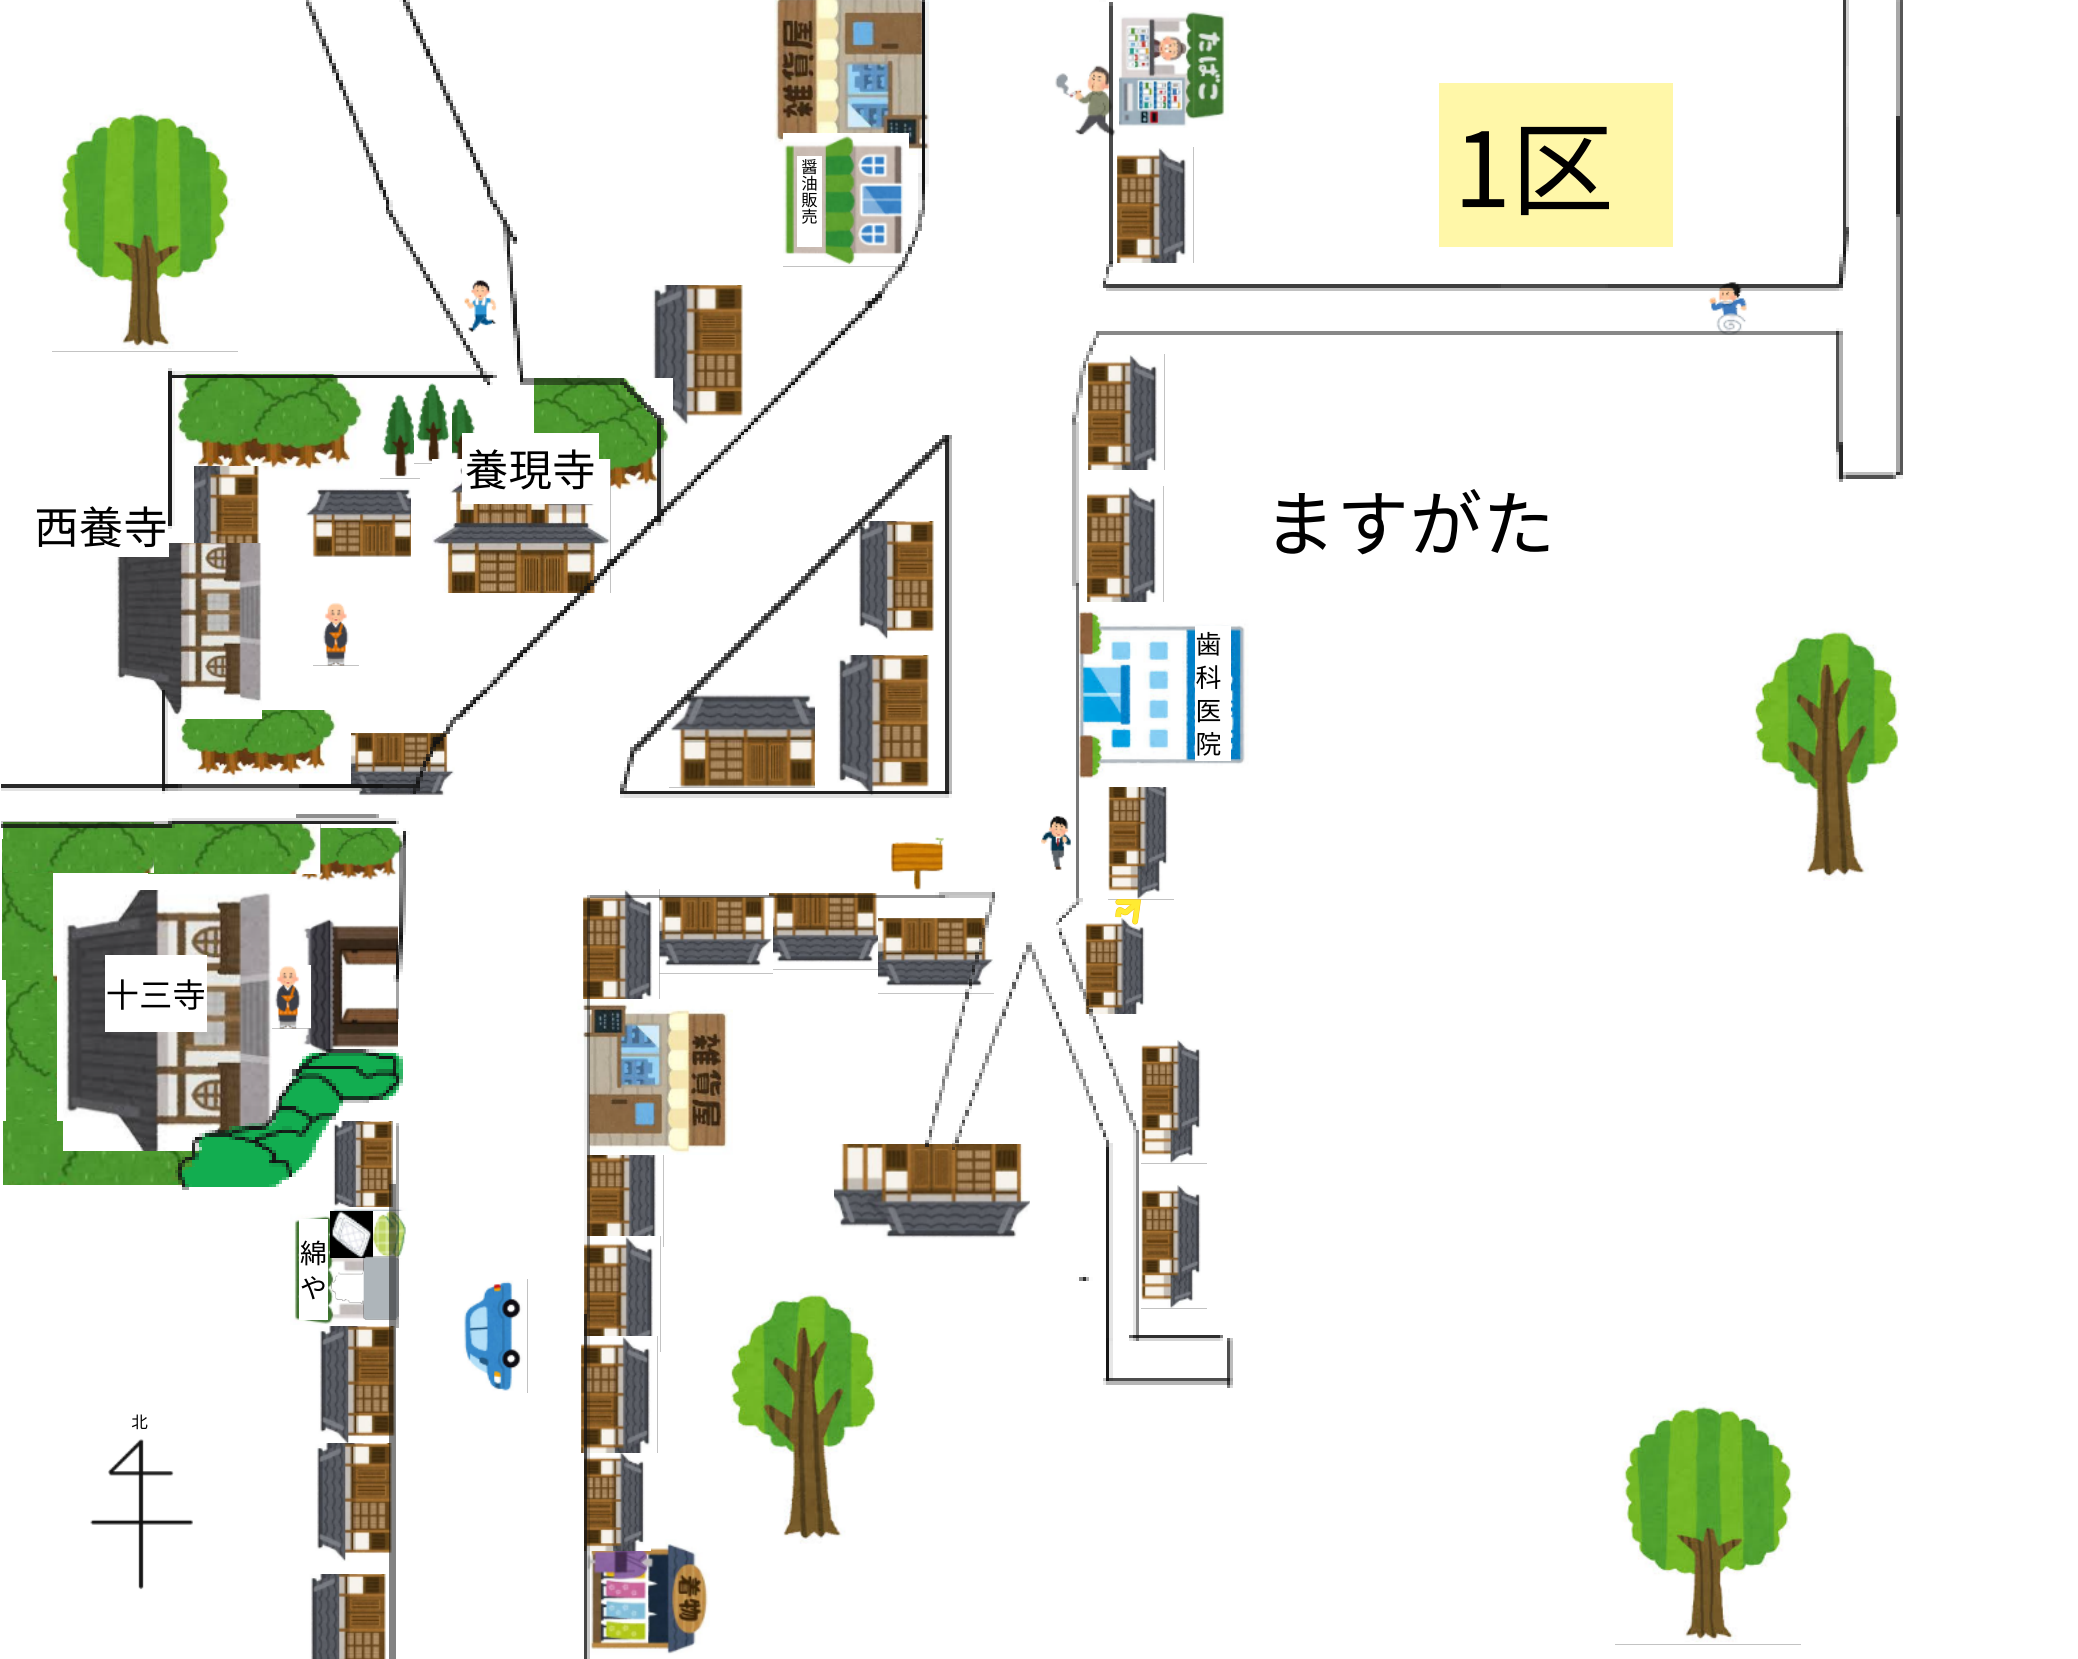 雑貨屋
たばこ
1区
醤油販売
養現寺
西養寺
ますがた
歯科医院
十三寺
雑貨屋
綿や
北
着物